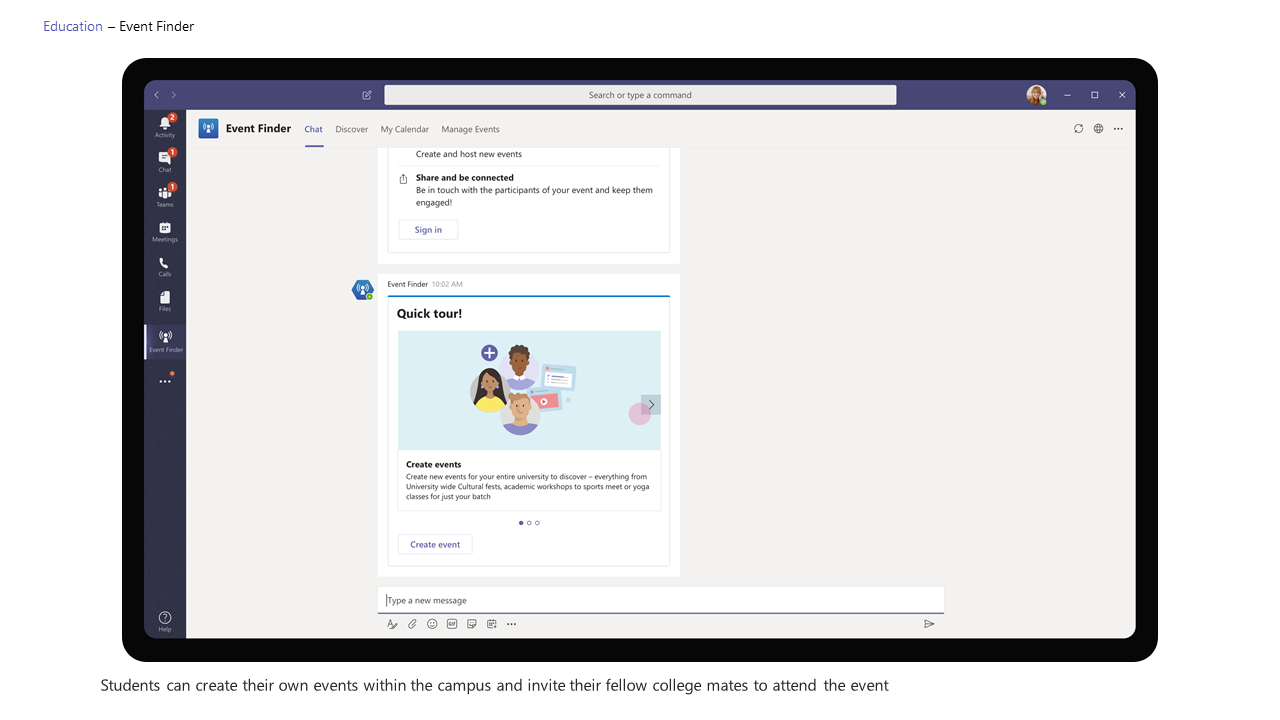 Education – Event Finder
Search or type a command
2
Activity
1
Chat
1
Teams
Meetings
Calls
Files
Event Finder
Help
Event Finder Chat Discover My Calendar Manage Events
Create and host new events
Share and be connected
Be in touch with the participants of your event and keep them
engaged!
Sign in
Event Finder 10:02 AM
Quick tour!
Create events
Create new events for your entire university to discover – everything from
University wide Cultural fests, academic workshops to sports meet or yoga
classes for just your batch
Create event
Type a new message
GIF
Students can create their own events within the campus and invite their fellow college mates to attend the event